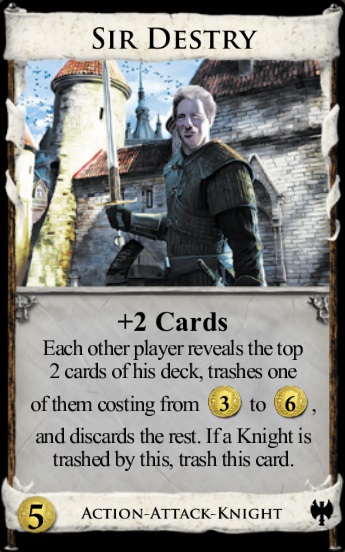 Sir Destry
+2 Cards
Each other player reveals the top
2 cards of his deck, trashes one
of them costing from 3 to 6,
and discards the rest. If a Knight is
trashed by this, trash this card.
5 Action-Attack-Knight